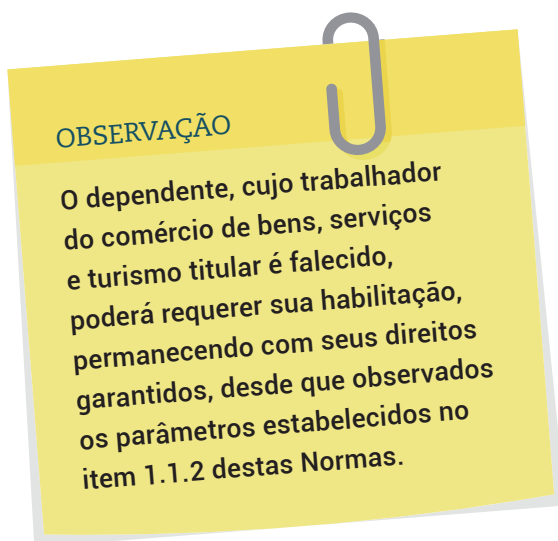 OBSERVAÇÃO
O dependente, cujo trabalhador
do comércio de bens, serviços
e turismo titular é falecido,
poderá requerer sua habilitação,
permanecendo com seus direitos
garantidos, desde que observados
os parâmetros estabelecidos no
item 1.1.2 destas Normas.